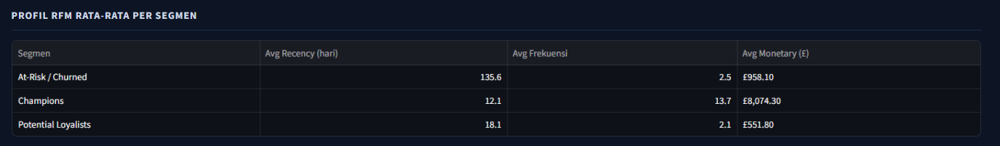 PROFIL RFM RATA-RATA PER SEGMEN
Segmen Avg Recency (hari) Avg Frekuensi Avg Monetary (£)
At-Risk / Churned 135.6 2.5 £958.10
Champions 12.1 13.7 £8,074.30
Potential Loyalists 18.1 2.1 £551.80